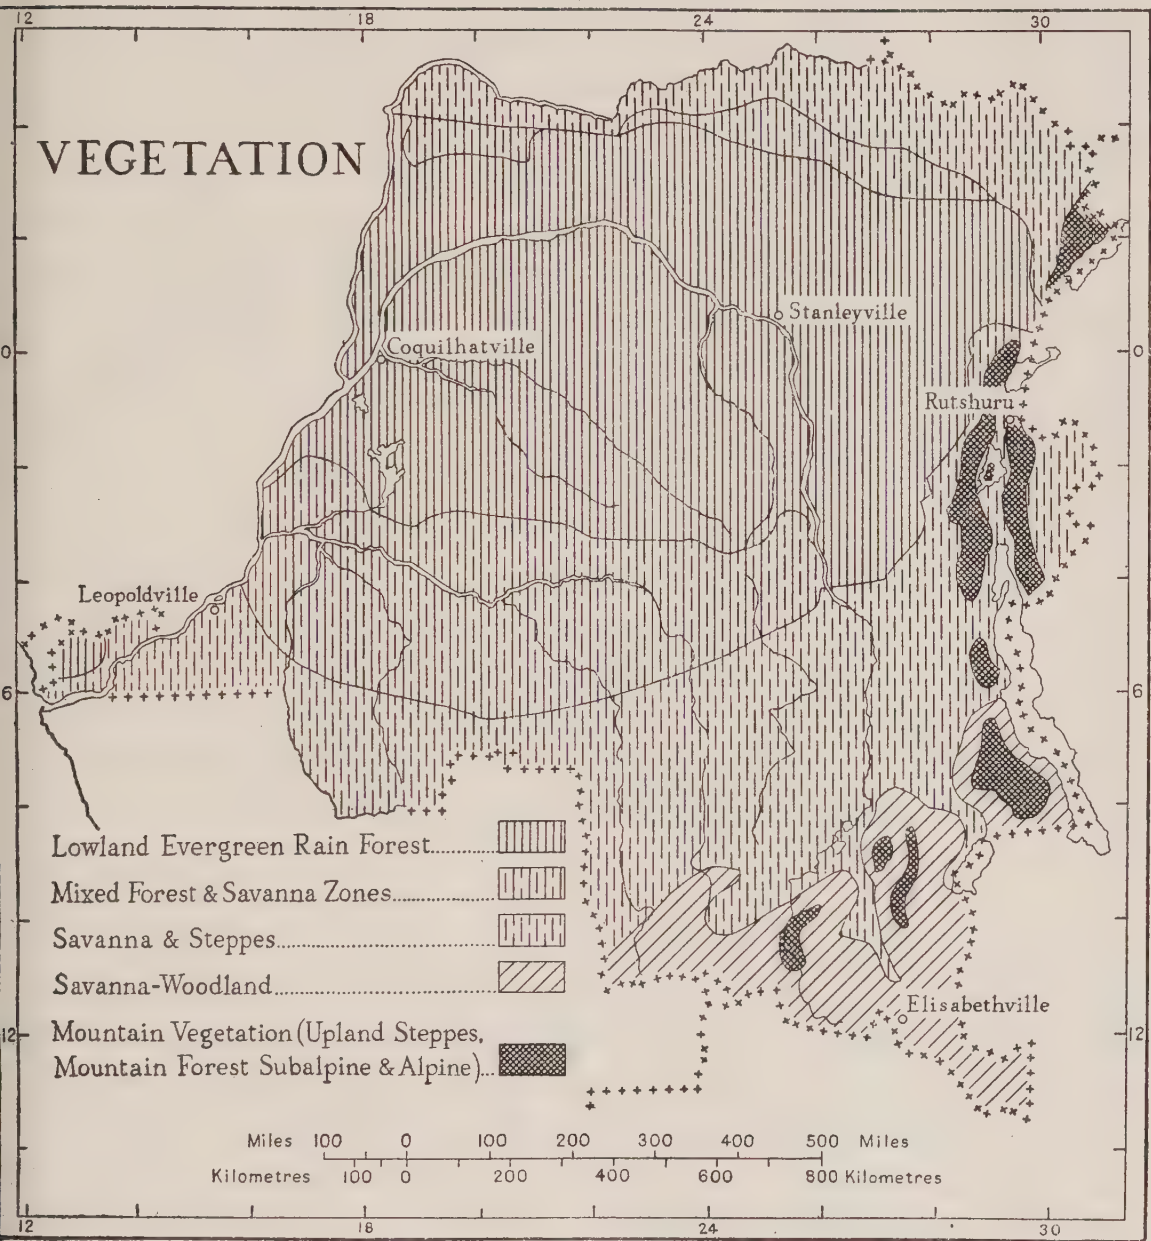 12 18 24 30
VEGETATION
Stanleyville
0 Coquilhatville 0
Rutshuru
Leopoldville
6 6
Lowland Evergreen Rain Forest
Mixed Forest & Savanna Zones
Savanna & Steppes
Savanna-Woodland
Elisabethville
12 12
Mountain Vegetation (Upland Steppes,
Mountain Forest Subalpine & Alpine)
Miles 100 0 100 200 300 400 500 Miles
Kilometres 100 0 200 400 600 800 Kilometres
12 18 24 30